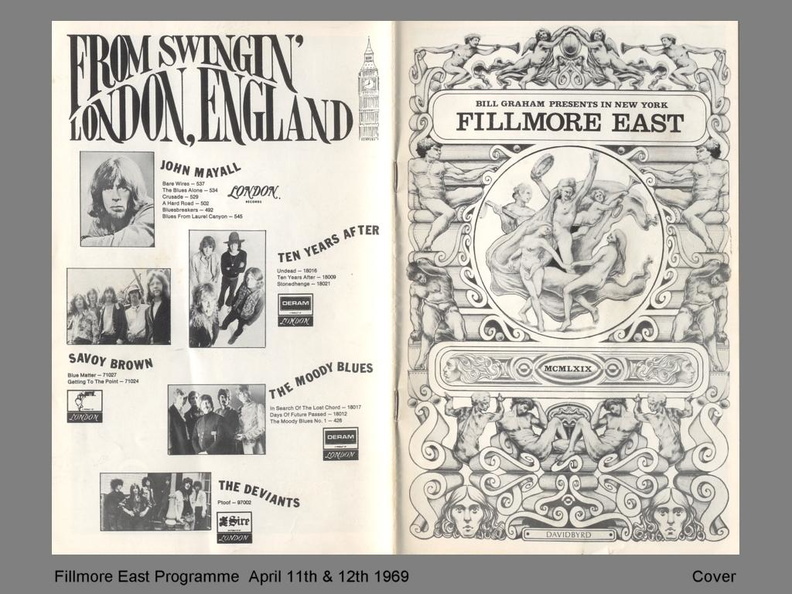 FROM SWINGIN'
LONDON, ENGLAND
JOHN MAYALL
Bare Wires – 537
The Blues Alone – 534
Crusade – 529
A Hard Road – 502
Bluesbreakers – 492
Blues From Laurel Canyon – 545
LONDON
RECORDS
TEN YEARS AFTER
Undead – 18016
Ten Years After – 18009
Stonedhenge – 18021
DERAM
LONDON
SAVOY BROWN
Blue Matter – 71027
Getting To The Point – 71024
LONDON
THE MOODY BLUES
In Search Of The Lost Chord – 18017
Days Of Future Passed – 18012
The Moody Blues No. 1 – 428
DERAM
LONDON
THE DEVIANTS
Ptoof – 97002
Sire
LONDON
BILL GRAHAM PRESENTS IN NEW YORK
FILLMORE EAST
MCMLXIX
DAVIDBYRD
Fillmore East Programme April 11th & 12th 1969
Cover